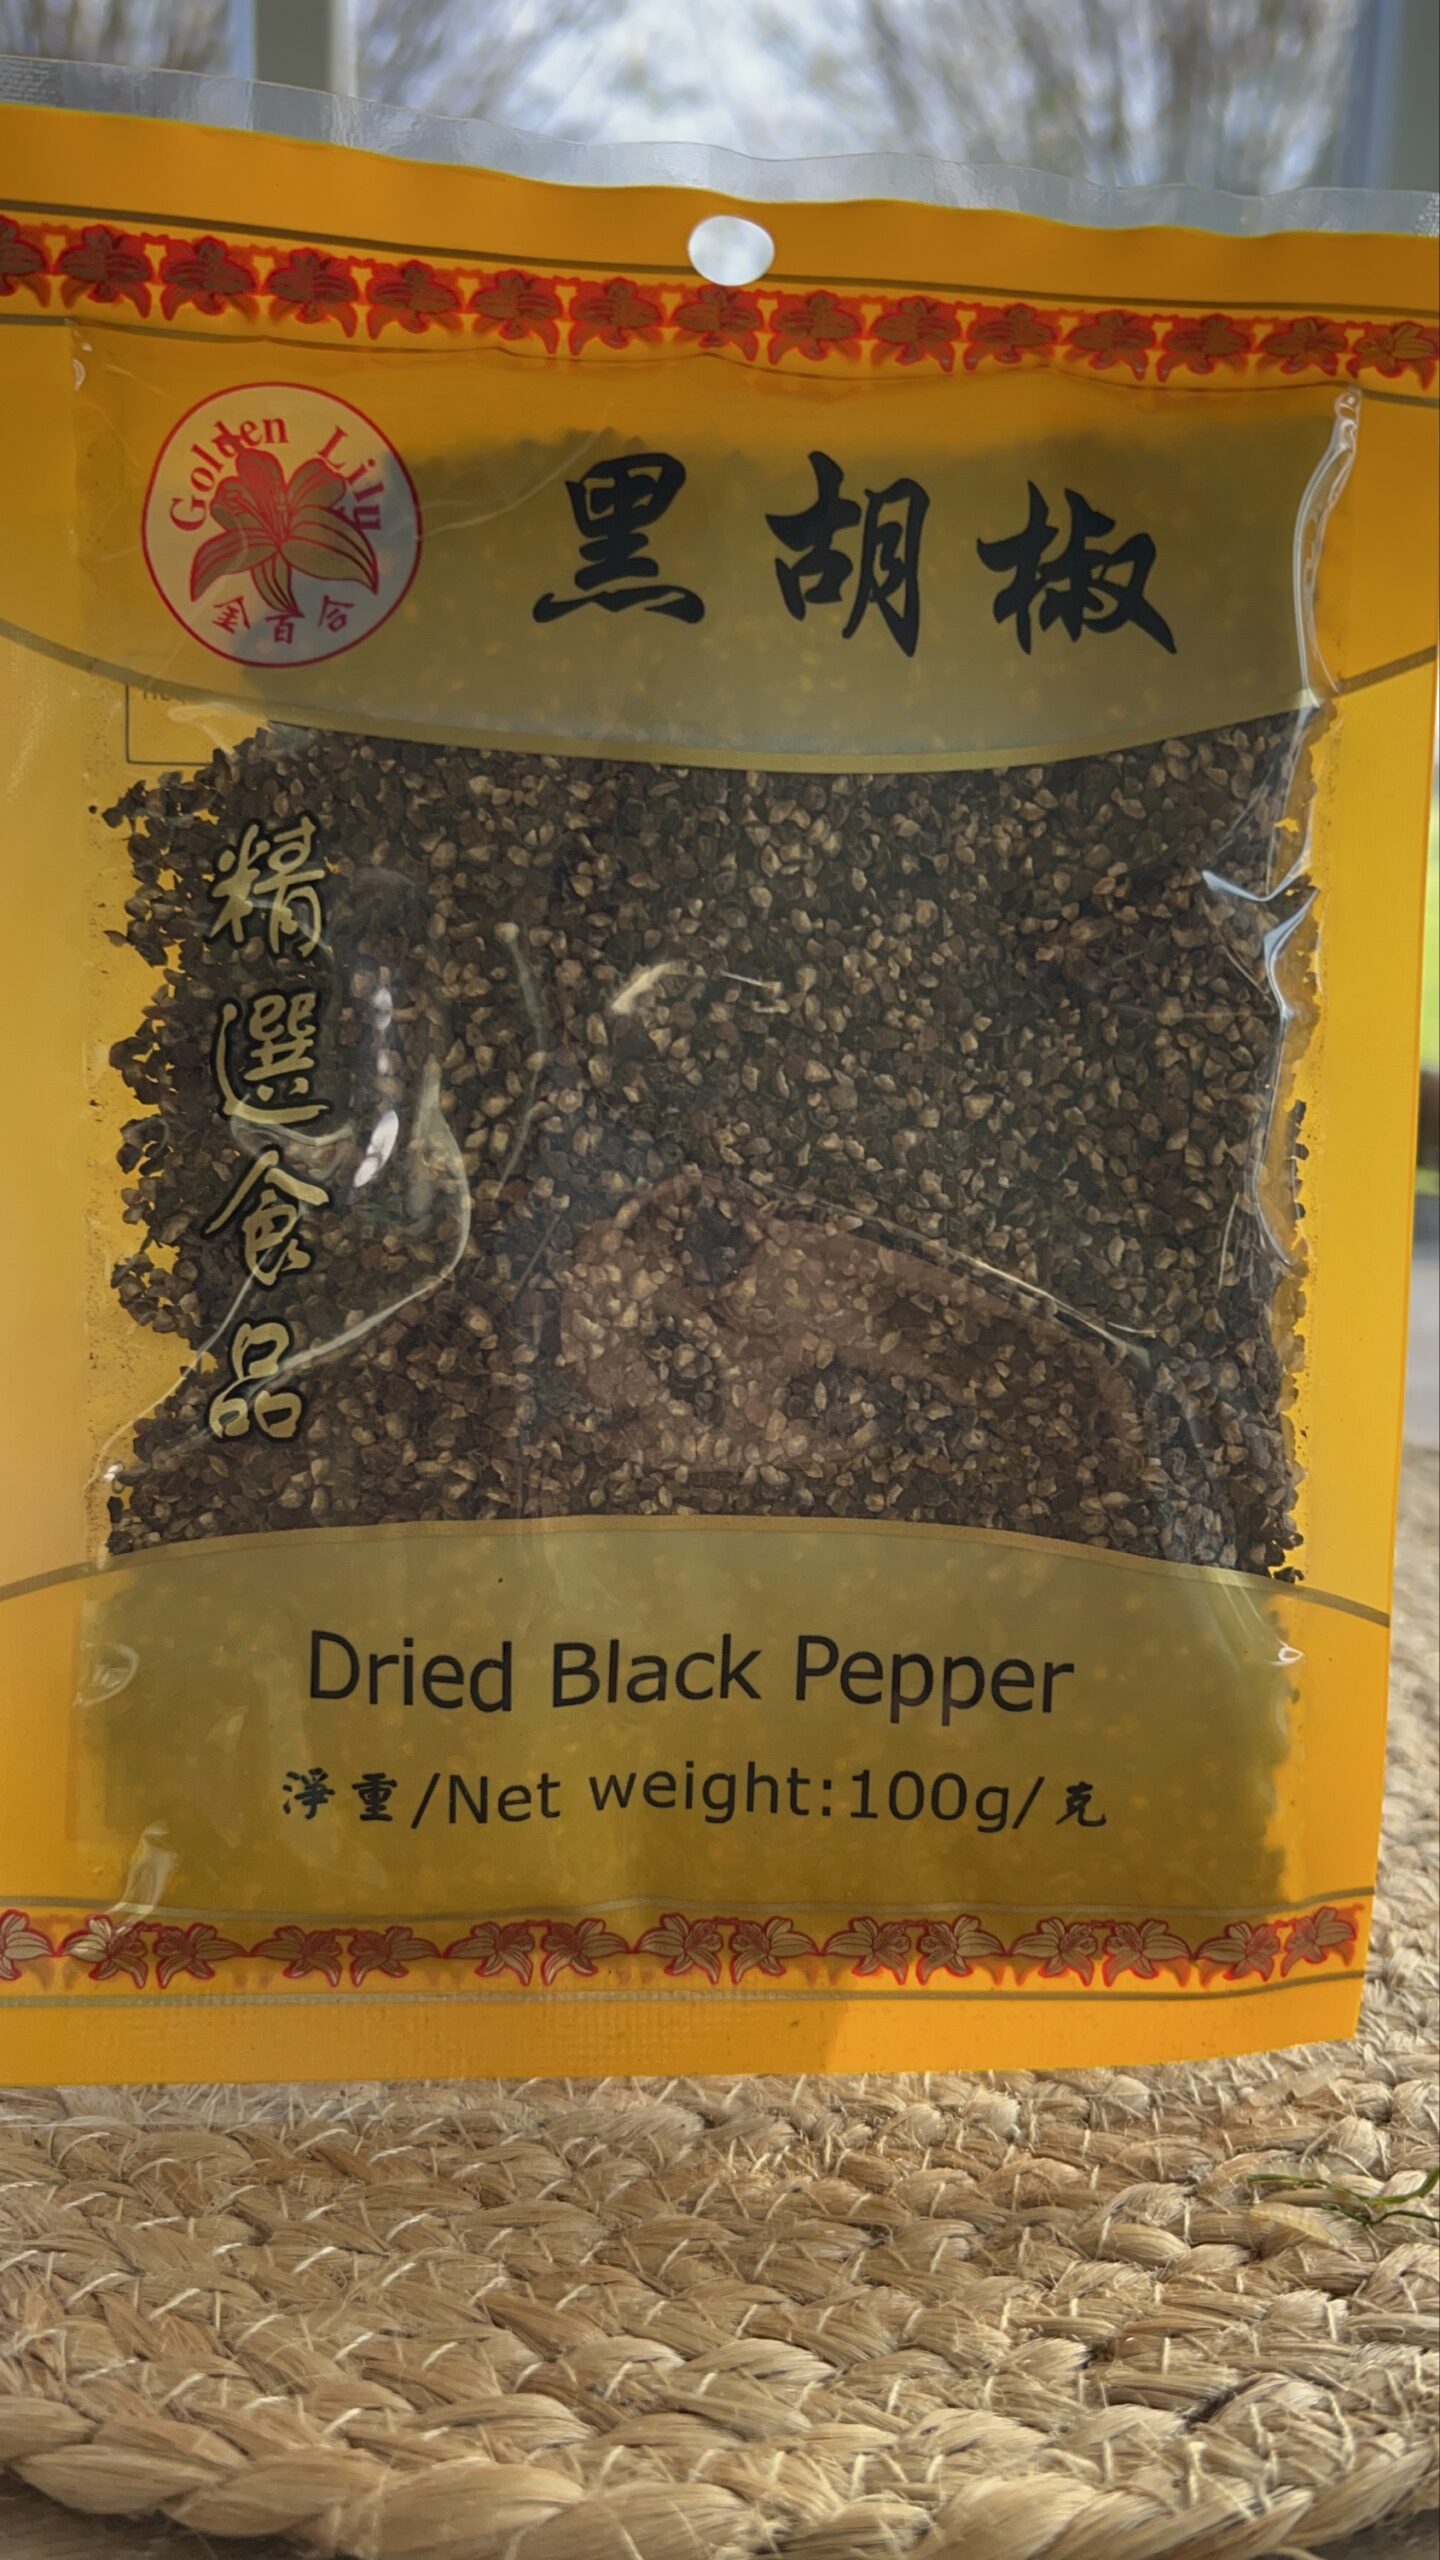 Golden Lily
金百合
黑胡椒
精選食品
Dried Black Pepper
淨重/Net weight:100g/克